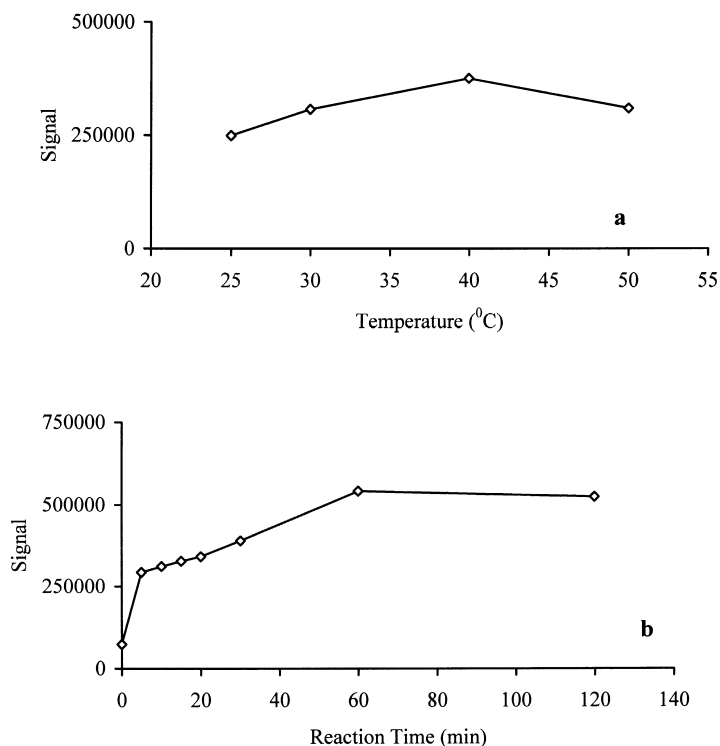 500000
250000
0
Signal
20 25 30 35 40 45 50 55
Temperature (⁰C)
a
750000
500000
250000
0
Signal
0 20 40 60 80 100 120 140
Reaction Time (min)
b